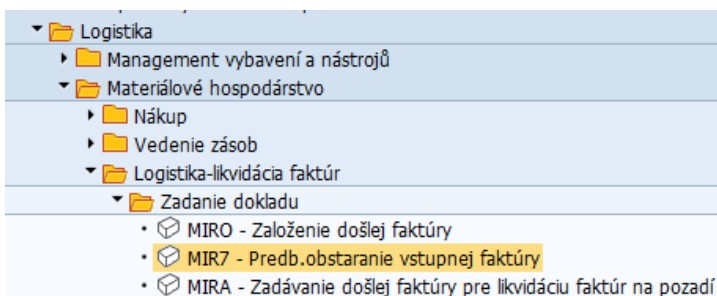 Logistika
Management vybavení a nástrojů
Materiálové hospodárstvo
Nákup
Vedenie zásob
Logistika-likvidácia faktúr
Zadanie dokladu
MIRO - Založenie došlej faktúry
MIR7 - Predb.obstaranie vstupnej faktúry
MIRA - Zadávanie došlej faktúry pre likvidáciu faktúr na pozadí